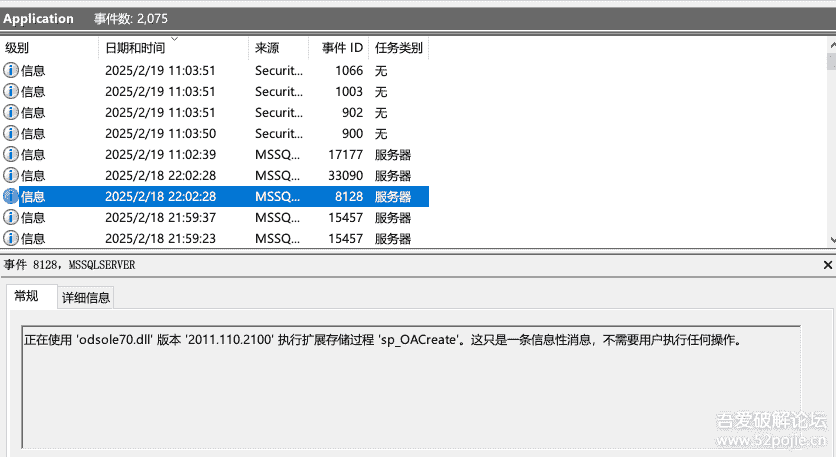 Application 事件数: 2,075
级别 日期和时间 来源 事件 ID 任务类别
信息 2025/2/19 11:03:51 Securit... 1066 无
信息 2025/2/19 11:03:51 Securit... 1003 无
信息 2025/2/19 11:03:51 Securit... 902 无
信息 2025/2/19 11:03:50 Securit... 900 无
信息 2025/2/19 11:02:39 MSSQ... 17177 服务器
信息 2025/2/18 22:02:28 MSSQ... 33090 服务器
信息 2025/2/18 22:02:28 MSSQ... 8128 服务器
信息 2025/2/18 21:59:37 MSSQ... 15457 服务器
信息 2025/2/18 21:59:23 MSSQ... 15457 服务器
事件 8128，MSSQLSERVER
常规 详细信息
正在使用 'odsole70.dll' 版本 '2011.110.2100' 执行扩展存储过程 'sp_OACreate'。这只是一条信息性消息，不需要用户执行任何操作。
吾爱破解论坛
www.52pojie.cn